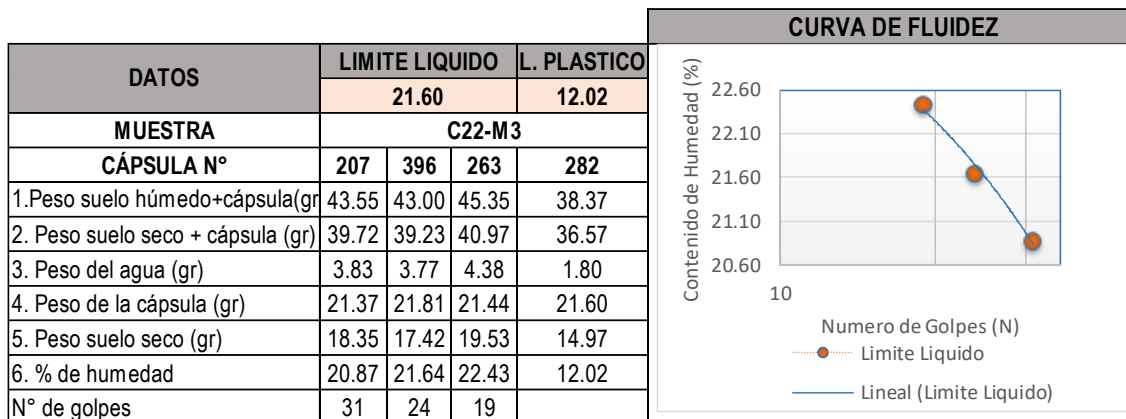 DATOS LIMITE LIQUIDO L. PLASTICO
21.60 12.02
MUESTRA C22-M3
CÁPSULA N° 207 396 263 282
1.Peso suelo húmedo+cápsula(gr 43.55 43.00 45.35 38.37
2. Peso suelo seco + cápsula (gr) 39.72 39.23 40.97 36.57
3. Peso del agua (gr) 3.83 3.77 4.38 1.80
4. Peso de la cápsula (gr) 21.37 21.81 21.44 21.60
5. Peso suelo seco (gr) 18.35 17.42 19.53 14.97
6. % de humedad 20.87 21.64 22.43 12.02
N° de golpes 31 24 19
CURVA DE FLUIDEZ
Contenido de Humedad (%)
22.60
22.10
21.60
21.10
20.60
10
Numero de Golpes (N)
Limite Liquido
Lineal (Limite Liquido)